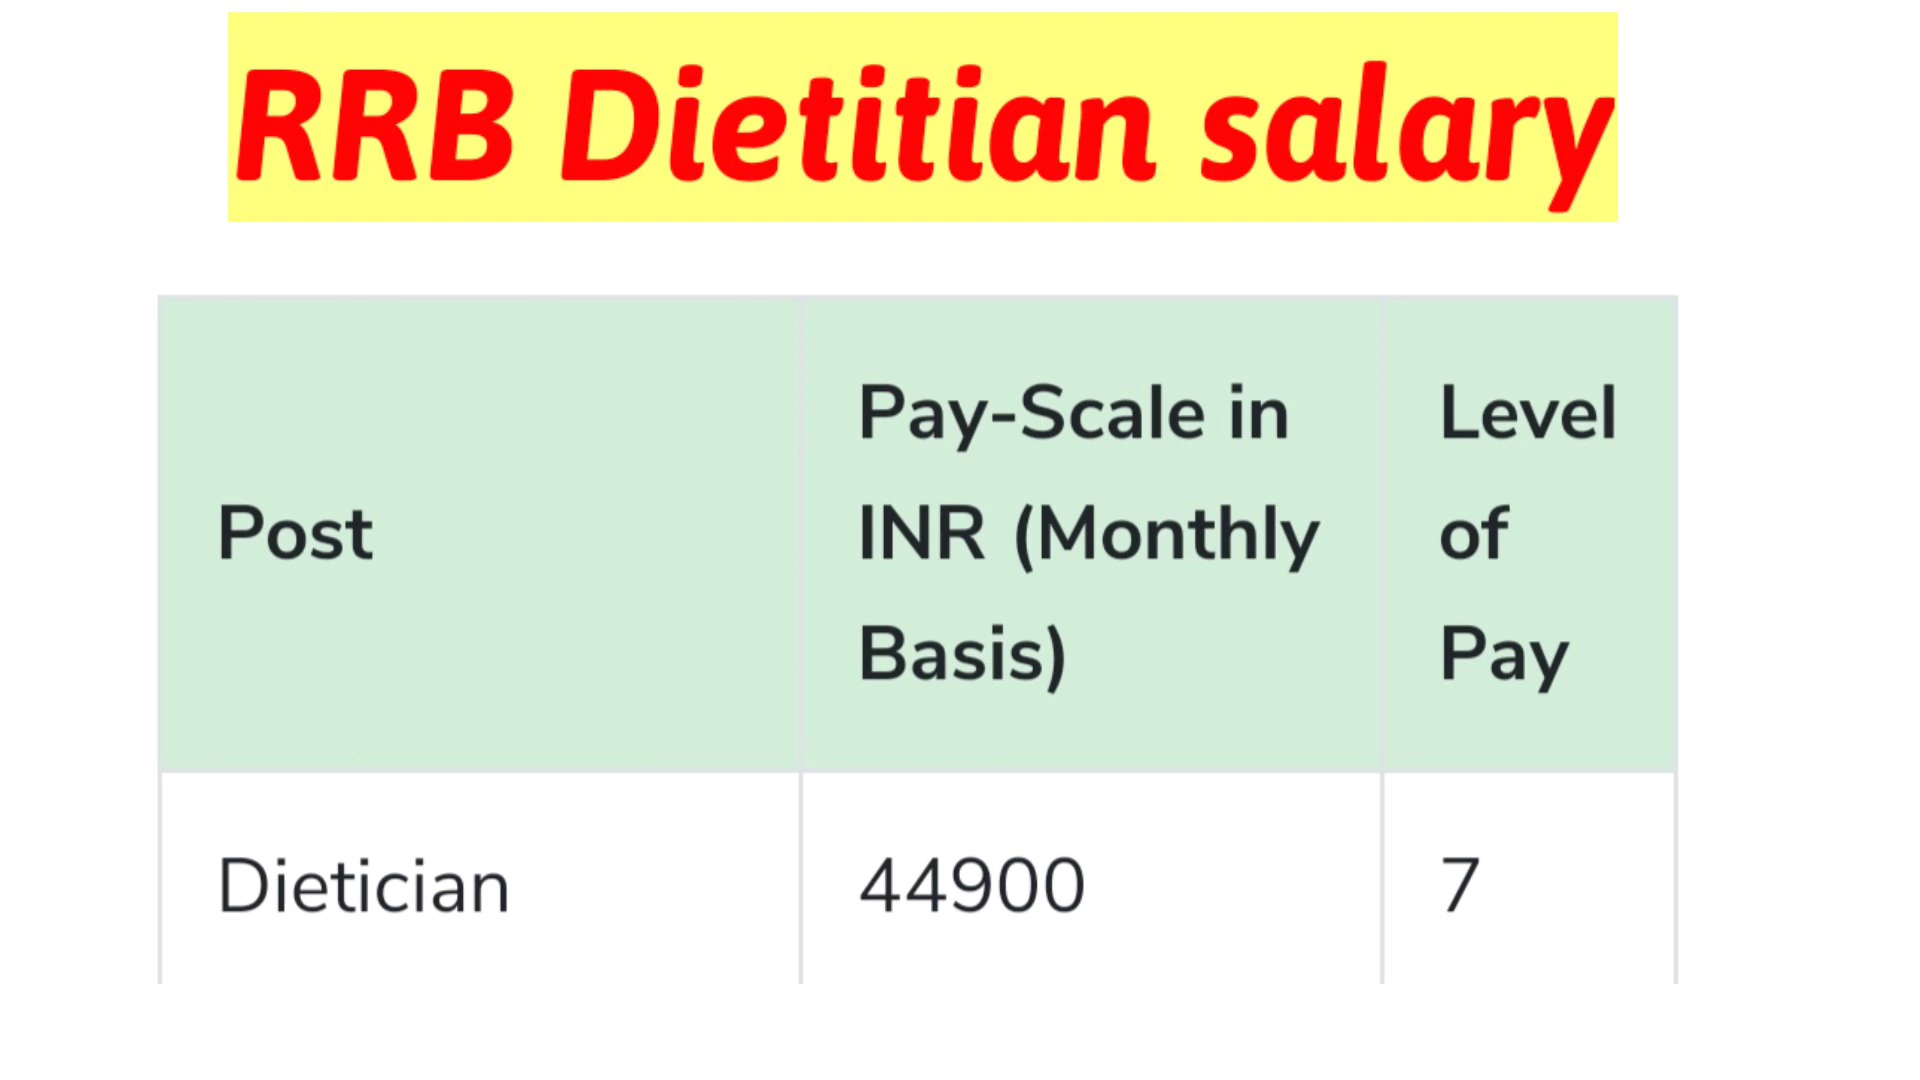 RRB Dietitian salary
Post
Pay-Scale in
INR (Monthly
Basis)
Level
of
Pay
Dietician
44900
7